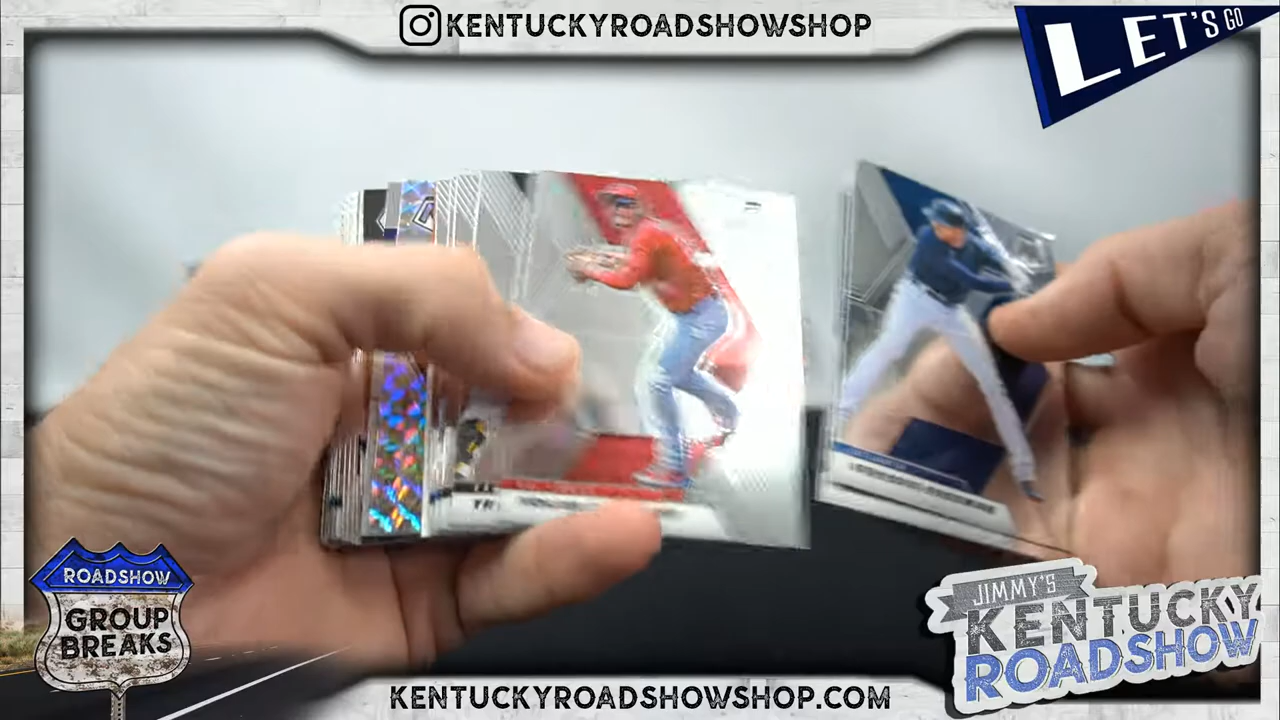 KENTUCKYROADSHOWSHOP
LET'S GO
ROADSHOW
GROUP
BREAKS
JIMMY'S
KENTUCKY
ROADSHOW
KENTUCKYROADSHOWSHOP.COM